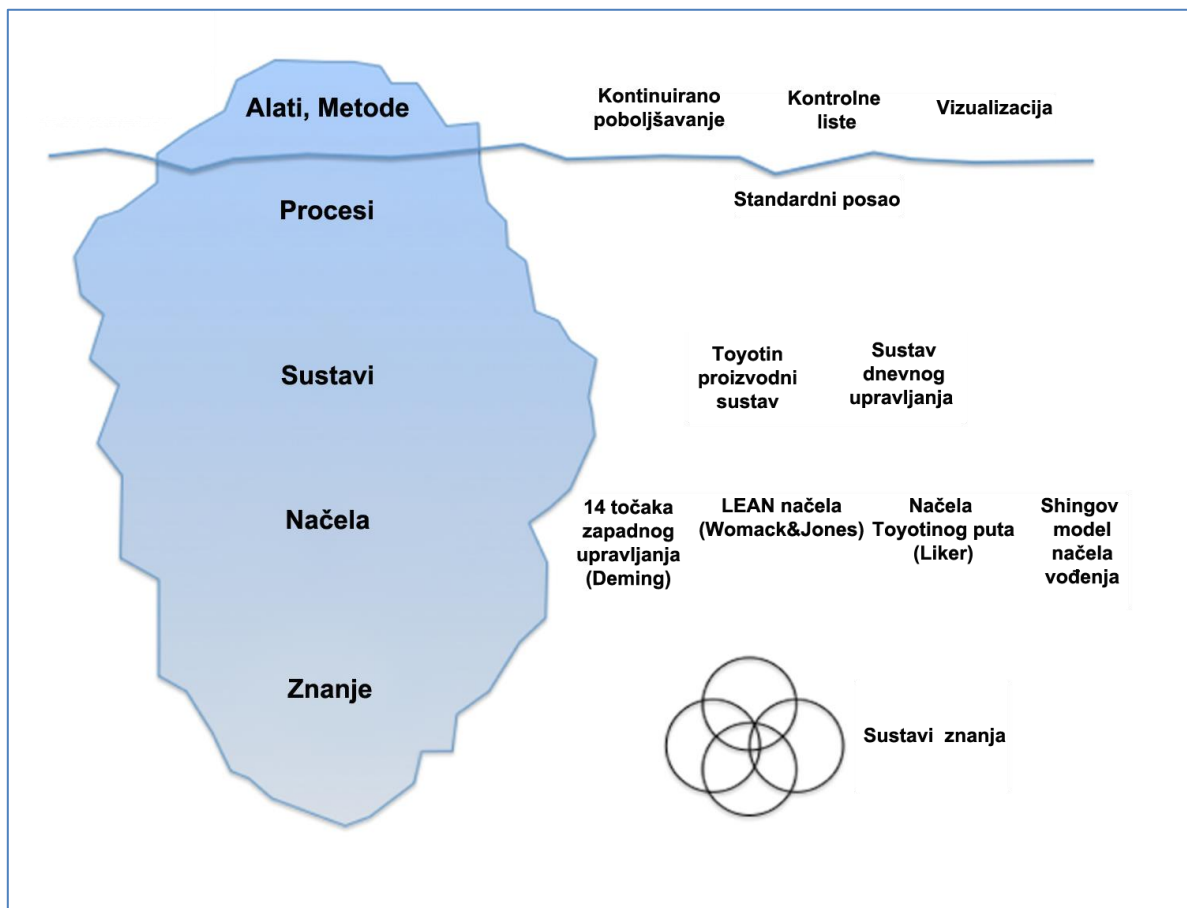 Alati, Metode
Kontinuirano
poboljšavanje
Kontrolne
liste
Vizualizacija
Procesi
Standardni posao
Sustavi
Toyotin
proizvodni
sustav
Sustav
dnevnog
upravljanja
Načela
14 točaka
zapadnog
upravljanja
(Deming)
LEAN načela
(Womack&Jones)
Načela
Toyotinog puta
(Liker)
Shingov
model
načela
vođenja
Znanje
Sustavi znanja